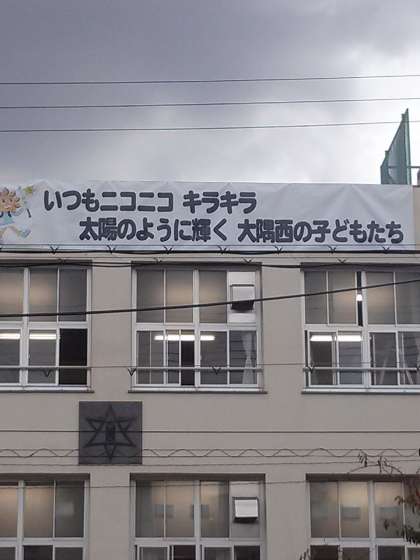 いつもニコニコ キラキラ
太陽のように輝く 大隅西の子どもたち